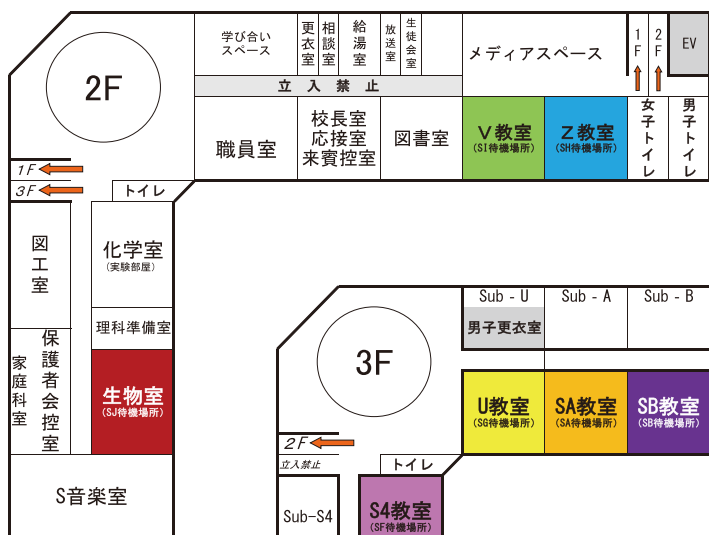 2F
学び合い
スペース
更衣室
相談室
給湯室
放送室
生徒会室
メディアスペース
1F
2F
EV
立入禁止
職員室
校長室
応接室
来賓控室
図書室
V教室
(SI待機場所)
Z教室
(SH待機場所)
女子トイレ
男子トイレ
1F
3F
トイレ
図工室
化学室
(実験部屋)
理科準備室
家庭科室
保護者会控室
生物室
(SJ待機場所)
S音楽室
3F
Sub - U
Sub - A
Sub - B
男子更衣室
U教室
(SG待機場所)
SA教室
(SA待機場所)
SB教室
(SB待機場所)
2F
立入禁止
トイレ
Sub-S4
S4教室
(SF待機場所)